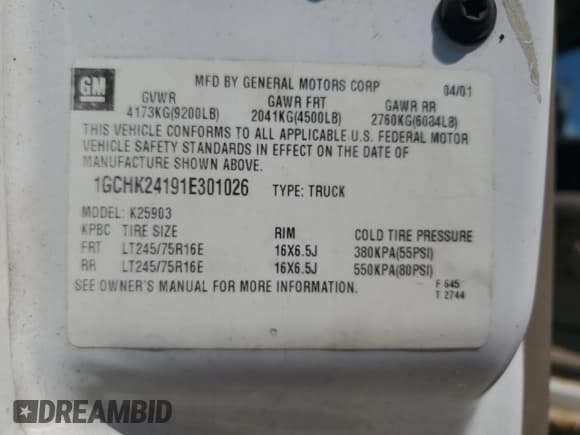 GM
MFD BY GENERAL MOTORS CORP 04/01
GVWR GAWR FRT GAWR RR
4173KG(9200LB) 2041KG(4500LB) 2760KG(6084LB)
THIS VEHICLE CONFORMS TO ALL APPLICABLE U.S. FEDERAL MOTOR
VEHICLE SAFETY STANDARDS IN EFFECT ON THE DATE OF
MANUFACTURE SHOWN ABOVE.
1GCHK24191E301026 TYPE: TRUCK
MODEL: K25903
KPBC TIRE SIZE RIM COLD TIRE PRESSURE
FRT LT245/75R16E 16X6.5J 380KPA(55PSI)
RR LT245/75R16E 16X6.5J 550KPA(80PSI)
SEE OWNER'S MANUAL FOR MORE INFORMATION. F 645
T 2744
DREAMBID